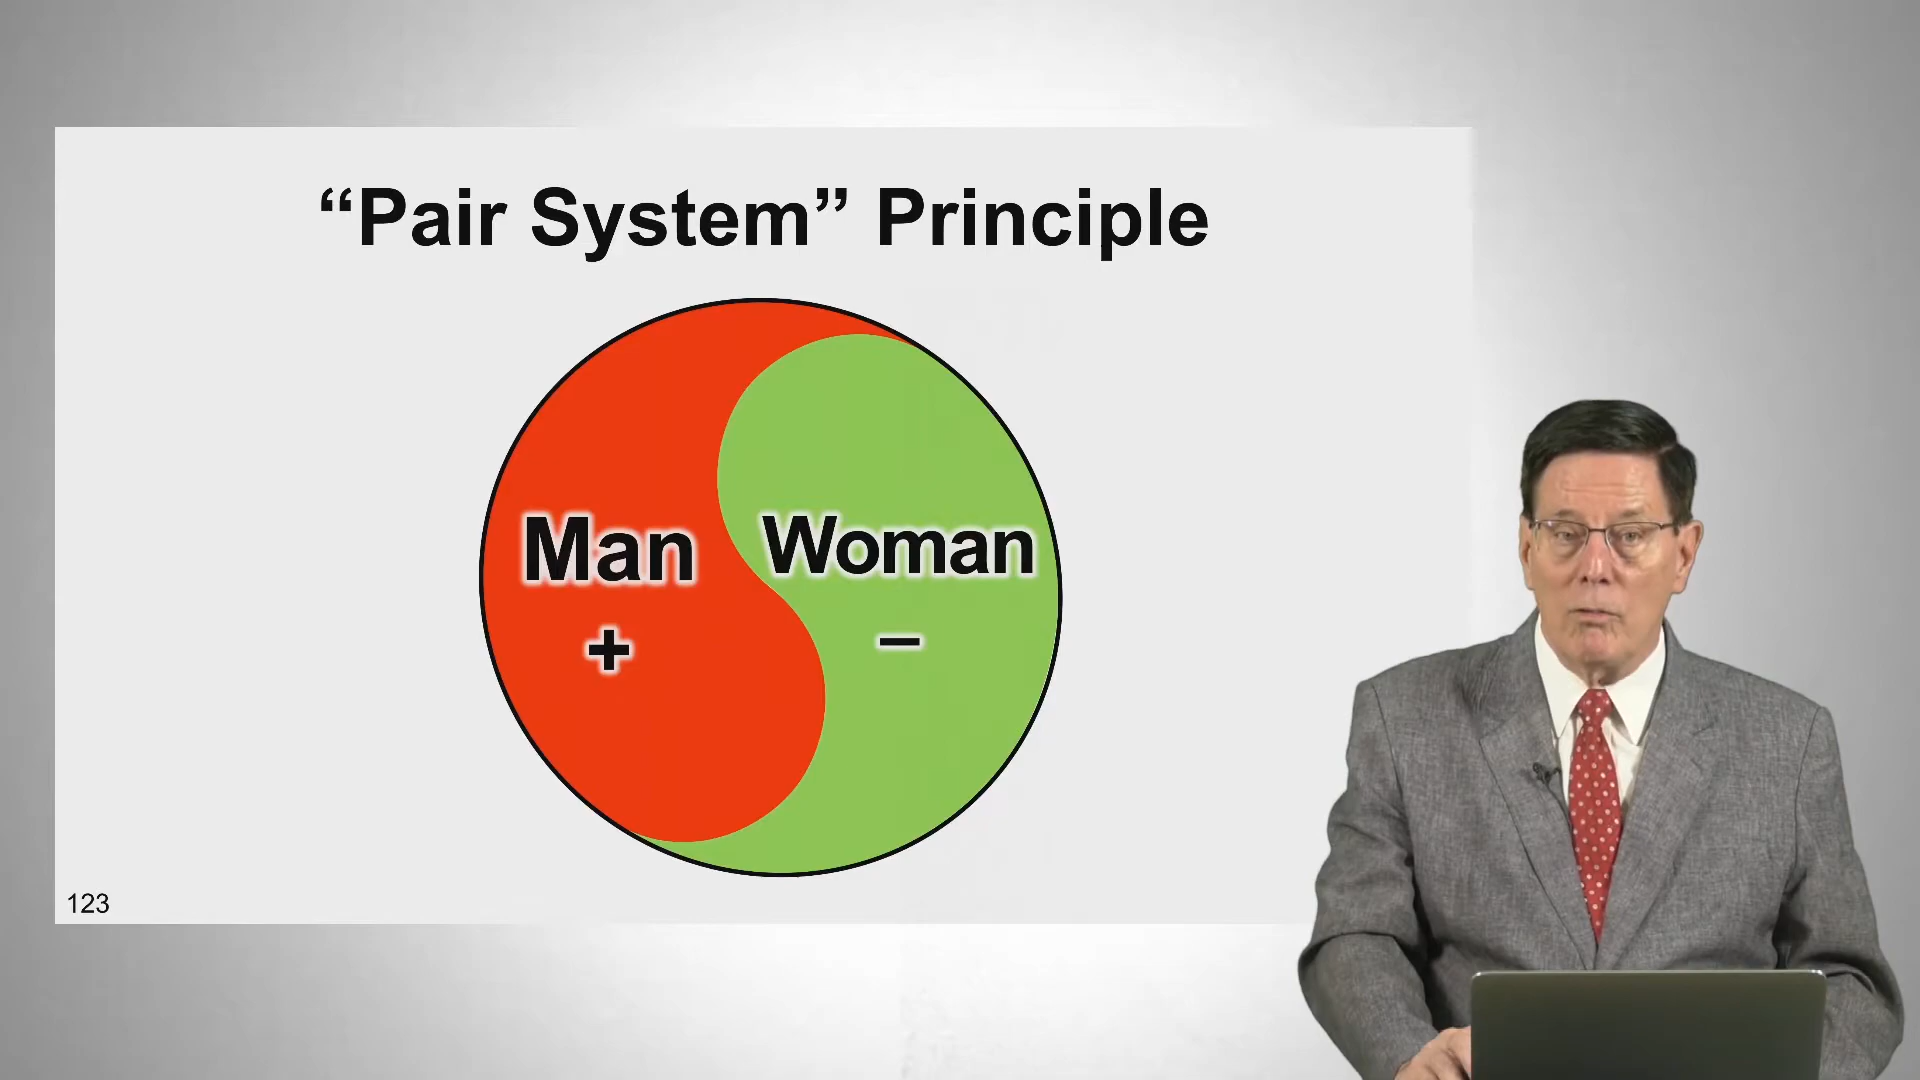 “Pair System” Principle
Man
Woman
+
−
123